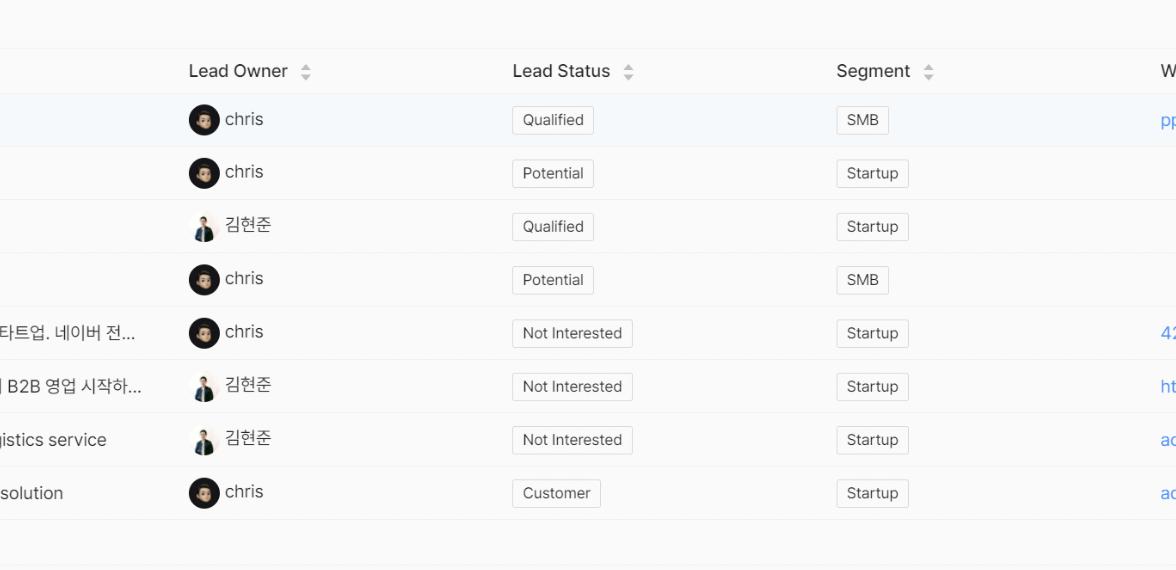 Lead Owner Lead Status Segment W
chris Qualified SMB pp
chris Potential Startup
김현준 Qualified Startup
chris Potential SMB
타트업. 네이버 전... chris Not Interested Startup 42
B2B 영업 시작하... 김현준 Not Interested Startup ht
gistics service 김현준 Not Interested Startup ac
solution chris Customer Startup ac